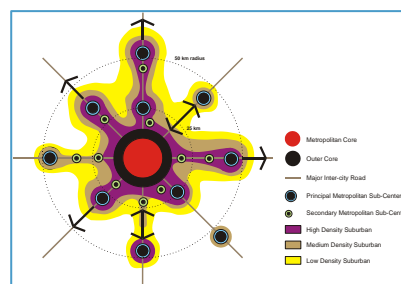 50 km radius
25 km
Metropolitan Core
Outer Core
Major Inter-city Road
Principal Metropolitan Sub-Center
Secondary Metropolitan Sub-Cent
High Density Suburban
Medium Density Suburban
Low Density Suburban